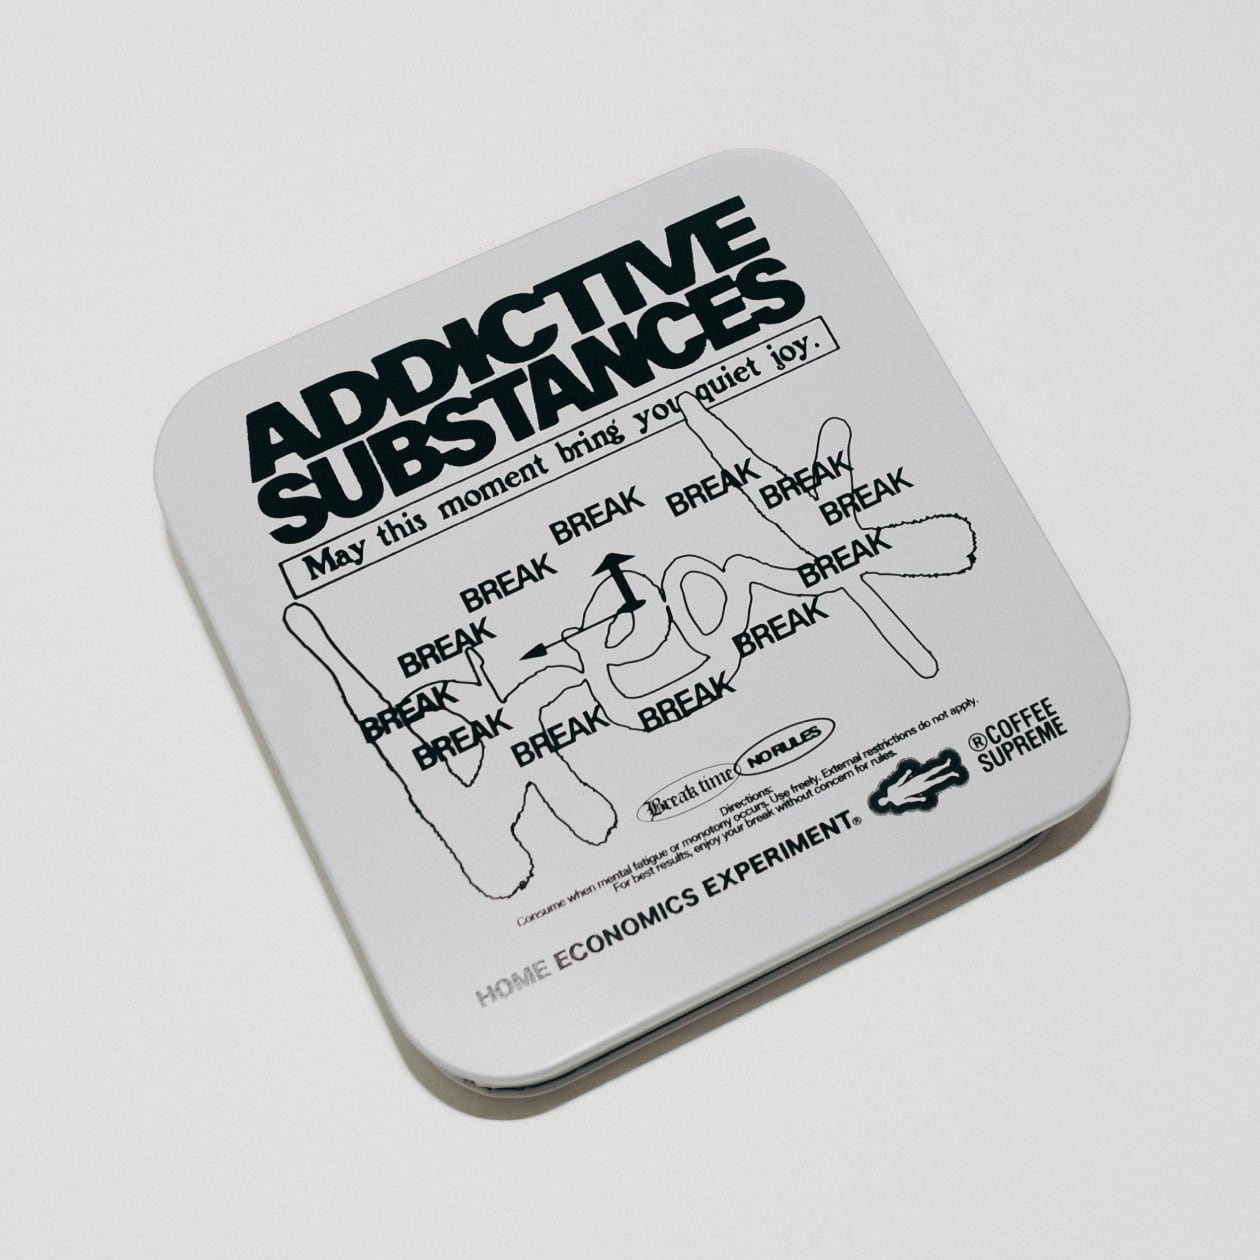 ADDICTIVE
SUBSTANCES
May this moment bring you quiet joy.
BREAK
BREAK
BREAK
BREAK
BREAK
BREAK
BREAK
BREAK
BREAK
BREAK
BREAK
BREAK
BREAK
break
Break time
NO RULES
Directions:
Consume when mental fatigue or monotony occurs. Use freely. External restrictions do not apply.
For best results, enjoy your break without concern for rules.
HOME ECONOMICS EXPERIMENT®
®COFFEE
SUPREME